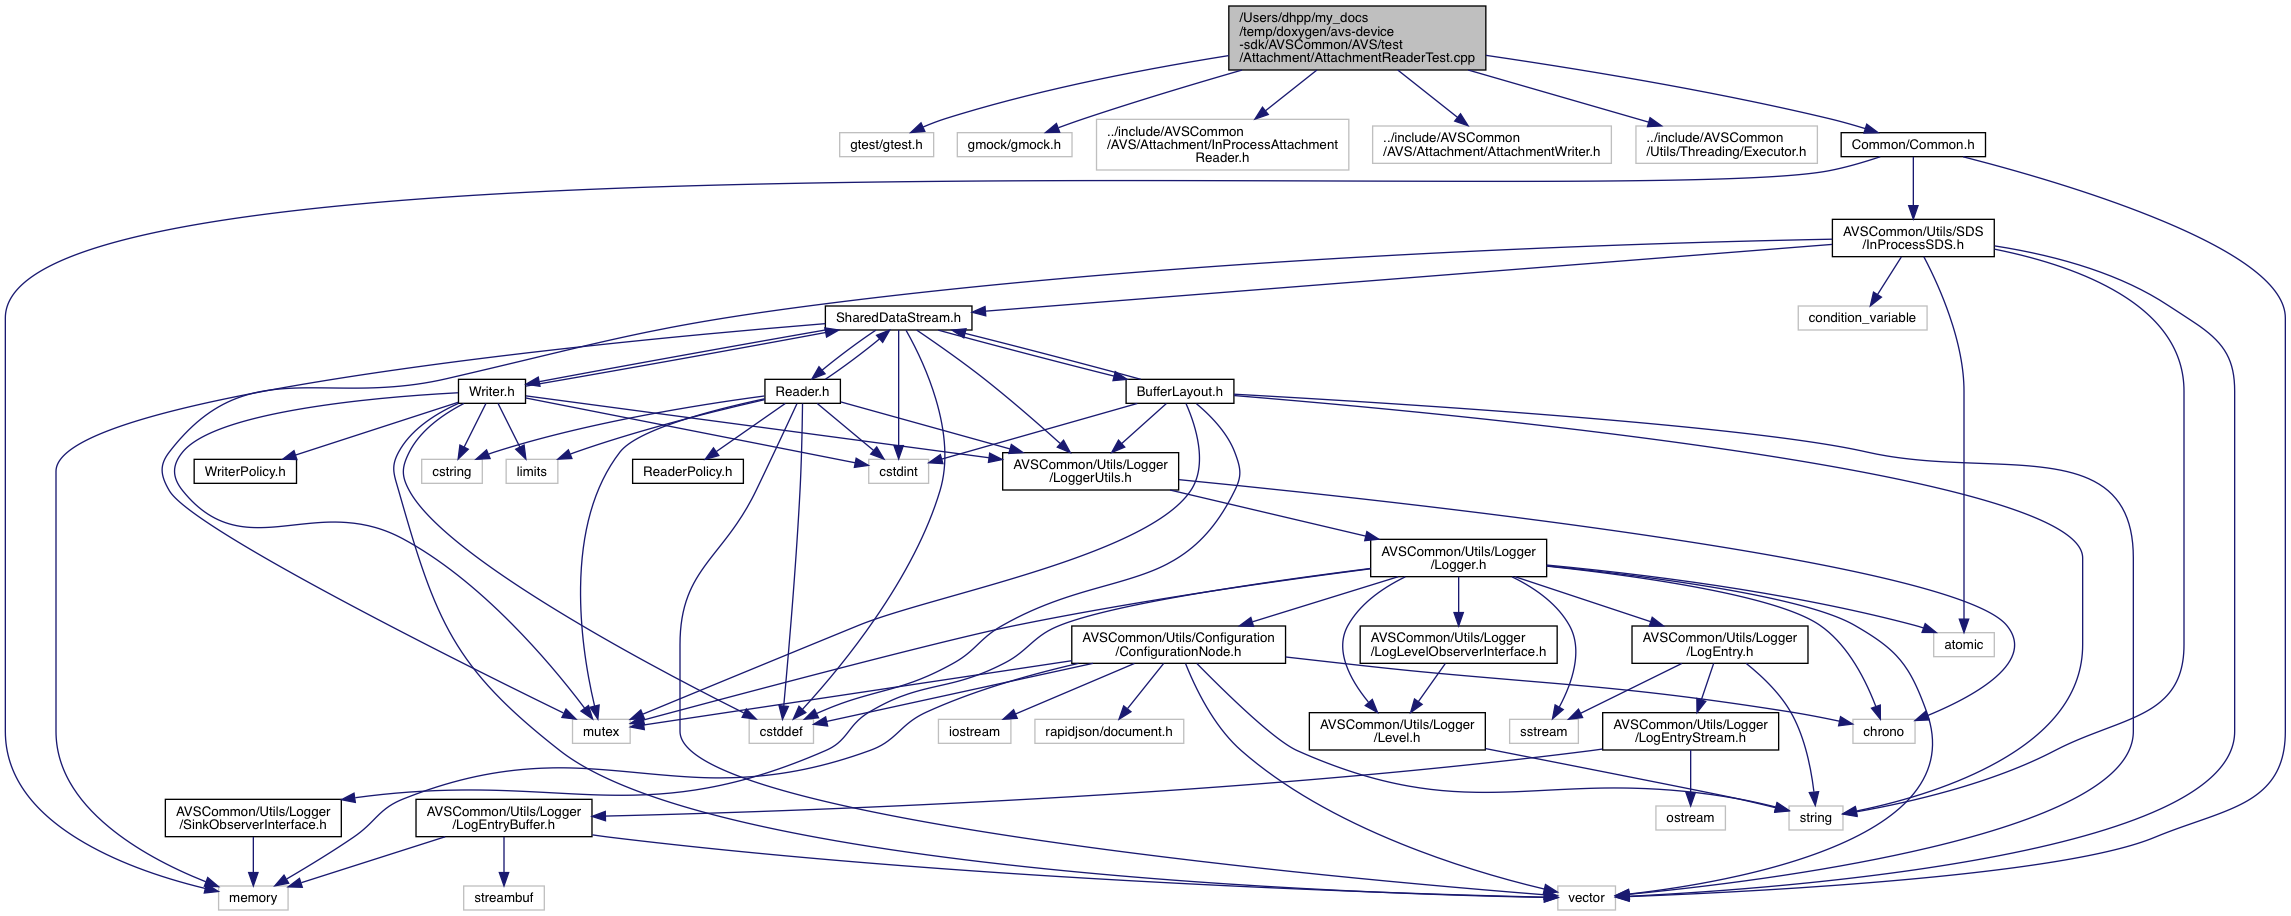 /Users/dhpp/my_docs
/temp/doxygen/avs-device
-sdk/AVSCommon/AVS/test
/Attachment/AttachmentReaderTest.cpp
gtest/gtest.h
gmock/gmock.h
../include/AVSCommon
/AVS/Attachment/InProcessAttachment
Reader.h
../include/AVSCommon
/AVS/Attachment/AttachmentWriter.h
../include/AVSCommon
/Utils/Threading/Executor.h
Common/Common.h
AVSCommon/Utils/SDS
/InProcessSDS.h
SharedDataStream.h
condition_variable
Writer.h
Reader.h
BufferLayout.h
WriterPolicy.h
cstring
limits
ReaderPolicy.h
cstdint
AVSCommon/Utils/Logger
/LoggerUtils.h
AVSCommon/Utils/Logger
/Logger.h
AVSCommon/Utils/Configuration
/ConfigurationNode.h
AVSCommon/Utils/Logger
/LogLevelObserverInterface.h
AVSCommon/Utils/Logger
/LogEntry.h
atomic
mutex
cstddef
iostream
rapidjson/document.h
AVSCommon/Utils/Logger
/Level.h
sstream
AVSCommon/Utils/Logger
/LogEntryStream.h
chrono
AVSCommon/Utils/Logger
/SinkObserverInterface.h
AVSCommon/Utils/Logger
/LogEntryBuffer.h
ostream
string
memory
streambuf
vector